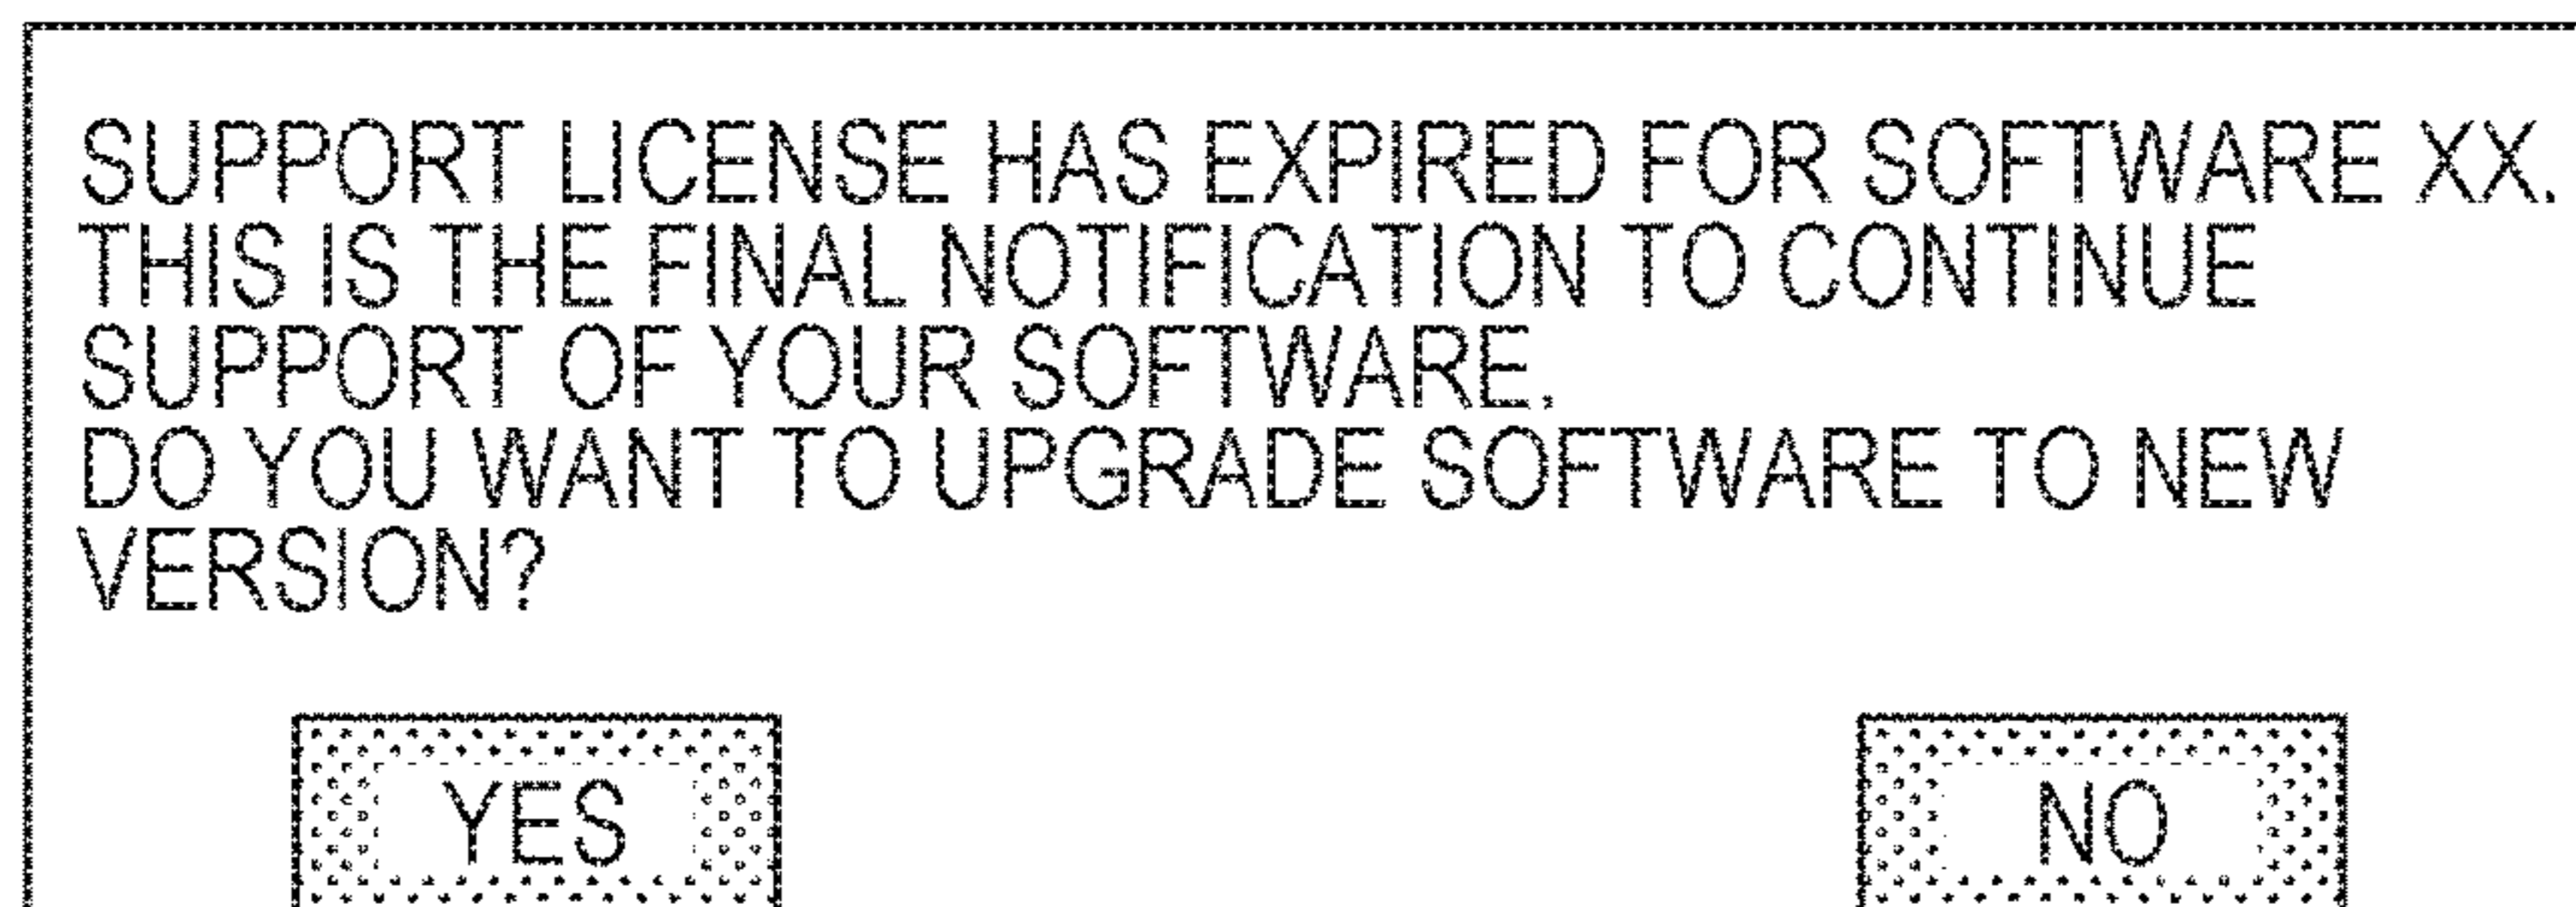 SUPPORT LICENSE HAS EXPIRED FOR SOFTWARE XX.
THIS IS THE FINAL NOTIFICATION TO CONTINUE
SUPPORT OF YOUR SOFTWARE.
DO YOU WANT TO UPGRADE SOFTWARE TO NEW
VERSION?
YES
NO